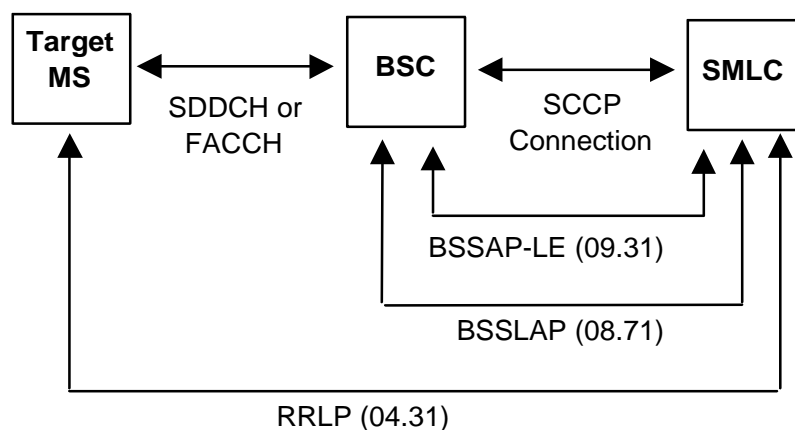 Target
MS
BSC
SMLC
SDDCH or
FACCH
SCCP
Connection
BSSAP-LE (09.31)
BSSLAP (08.71)
RRLP (04.31)